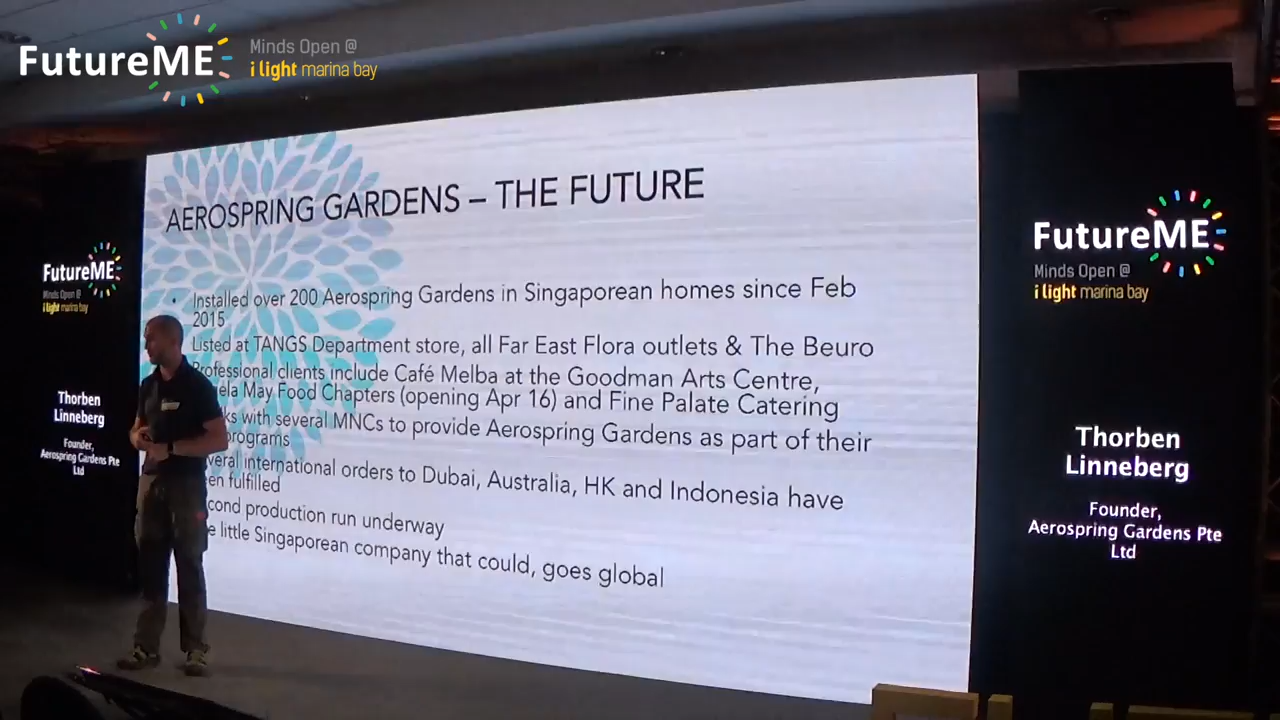 FutureME
Minds Open @
i light marina bay
AEROSPRING GARDENS – THE FUTURE
• Installed over 200 Aerospring Gardens in Singaporean homes since Feb
2015
Listed at TANGS Department store, all Far East Flora outlets & The Beuro
Professional clients include Café Melba at the Goodman Arts Centre,
May Food Chapters (opening Apr 16) and Fine Palate Catering
with several MNCs to provide Aerospring Gardens as part of their
programs
international orders to Dubai, Australia, HK and Indonesia have
fulfilled
production run underway
little Singaporean company that could, goes global
FutureME
Minds Open @
i light marina bay
Thorben
Linneberg
Founder,
Aerospring Gardens Pte
Ltd
FutureME
Minds Open @
i light marina bay
Thorben
Linneberg
Founder,
Aerospring Gardens Pte
Ltd